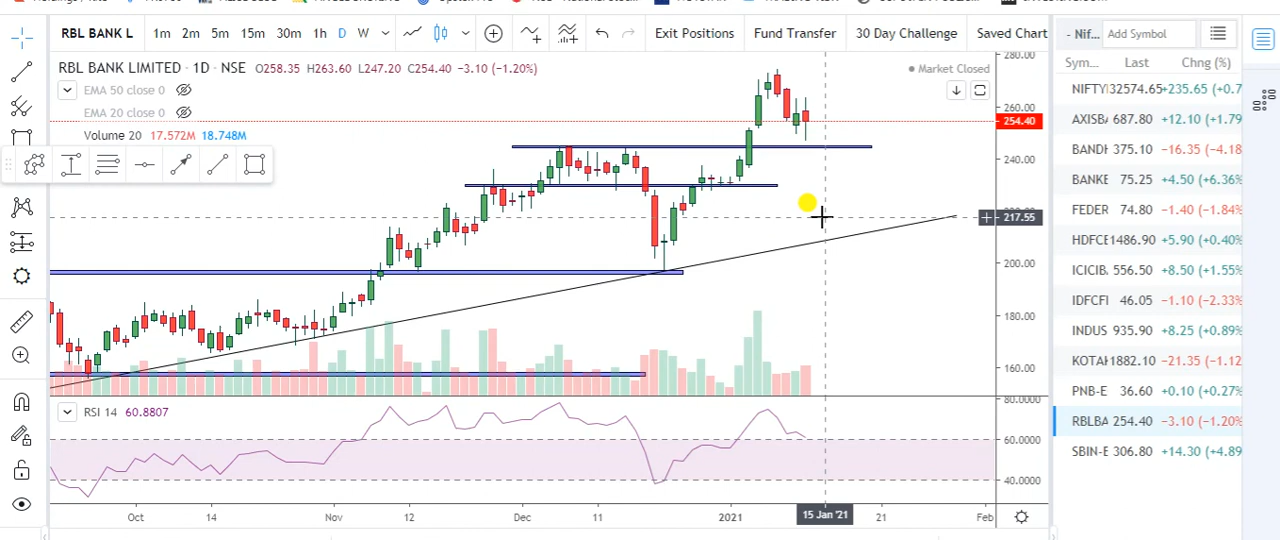 RBL BANK L 1m 2m 5m 15m 30m 1h D W Exit Positions Fund Transfer 30 Day Challenge Saved Chart
- Nif... Add Symbol
RBL BANK LIMITED · 1D · NSE O258.35 H263.60 L247.20 C254.40 -3.10 (-1.20%)
Market Closed
EMA 50 close 0
EMA 20 close 0
Volume 20 17.572M 18.748M
280.00
260.00
254.40
240.00
217.55
200.00
180.00
160.00
RSI 14 60.8807
80.0000
60.0000
40.0000
Oct 14 Nov 12 Dec 11 2021 15 Jan '21 21 Feb
Sym... Last Chng (%)
NIFTY 32574.65 +235.65 (+0.7
AXISB 687.80 +12.10 (+1.79
BANDH 375.10 -16.35 (-4.18
BANKE 75.25 +4.50 (+6.36%
FEDER 74.80 -1.40 (-1.84%
HDFCE 1486.90 +5.90 (+0.40%
ICICIB. 556.50 +8.50 (+1.55%
IDFCFI 46.05 -1.10 (-2.33%
INDUS 935.90 +8.25 (+0.89%
KOTAK 1882.10 -21.35 (-1.12
PNB-E 36.60 +0.10 (+0.27%
RBLBA 254.40 -3.10 (-1.20%
SBIN-E 306.80 +14.30 (+4.89